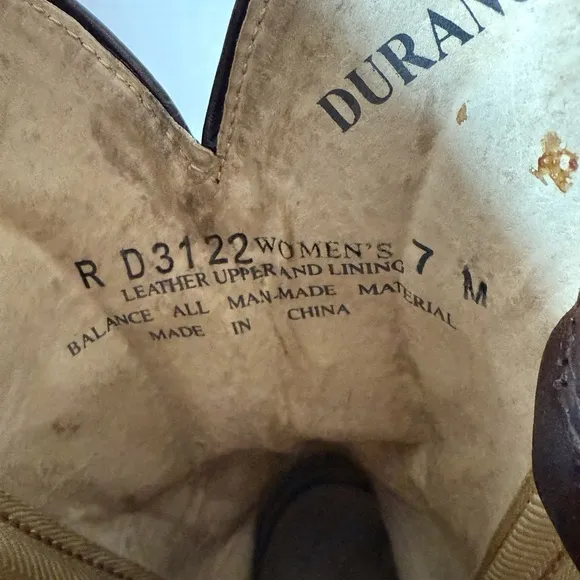 DURAN
R D3122 WOMEN'S 7 M
LEATHER UPPER AND LINING
BALANCE ALL MAN-MADE MATERIAL
MADE IN CHINA